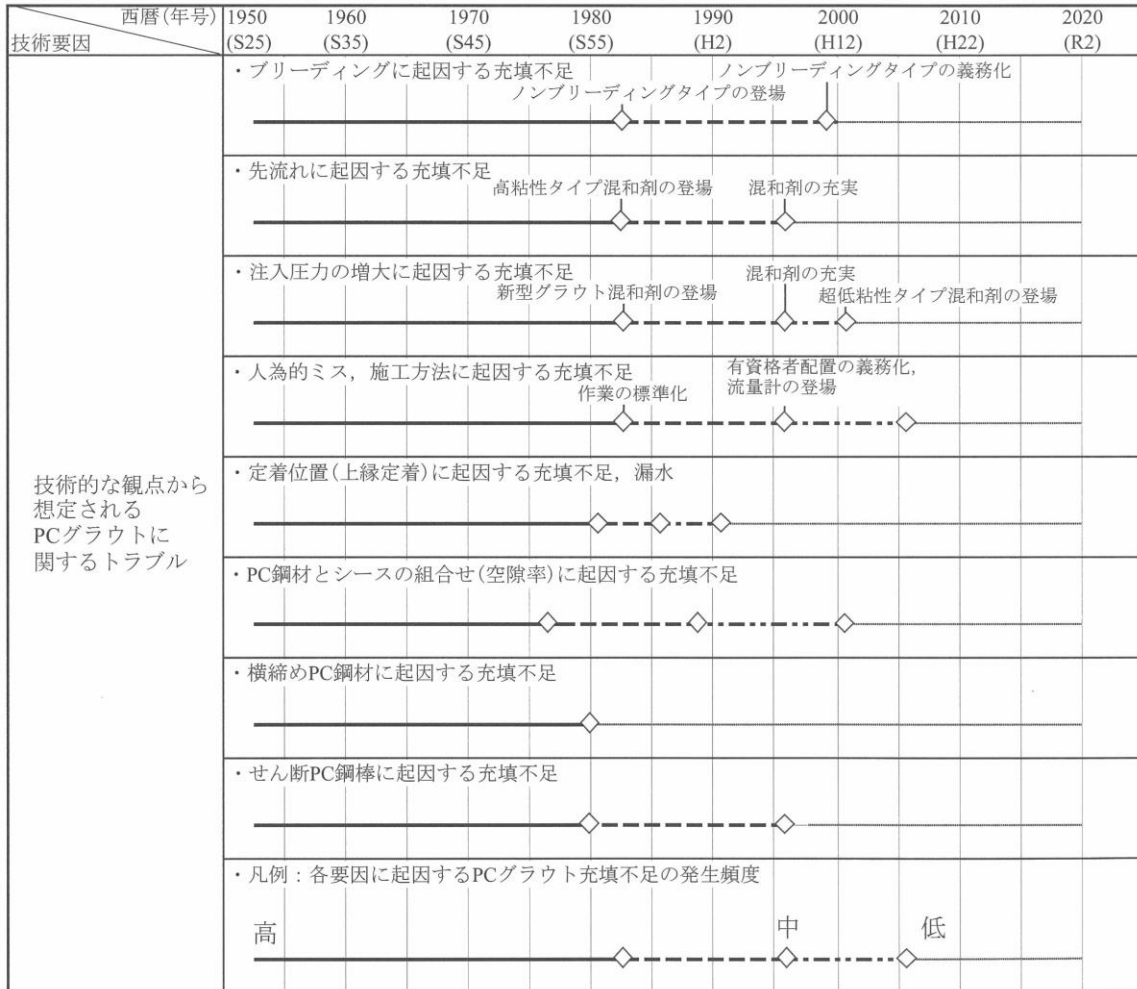 西暦(年号)
技術要因
1950 1960 1970 1980 1990 2000 2010 2020
(S25) (S35) (S45) (S55) (H2) (H12) (H22) (R2)
技術的な観点から
想定される
PCグラウトに
関するトラブル
・ブリーディングに起因する充填不足
ノンブリーディングタイプの義務化
ノンブリーディングタイプの登場
・先流れに起因する充填不足
高粘性タイプ混和剤の登場
混和剤の充実
・注入圧力の増大に起因する充填不足
新型グラウト混和剤の登場
混和剤の充実
超低粘性タイプ混和剤の登場
・人為的ミス，施工方法に起因する充填不足
作業の標準化
有資格者配置の義務化，
流量計の登場
・定着位置(上縁定着)に起因する充填不足，漏水
・PC鋼材とシースの組合せ(空隙率)に起因する充填不足
・横締めPC鋼材に起因する充填不足
・せん断PC鋼棒に起因する充填不足
・凡例：各要因に起因するPCグラウト充填不足の発生頻度
高 中 低